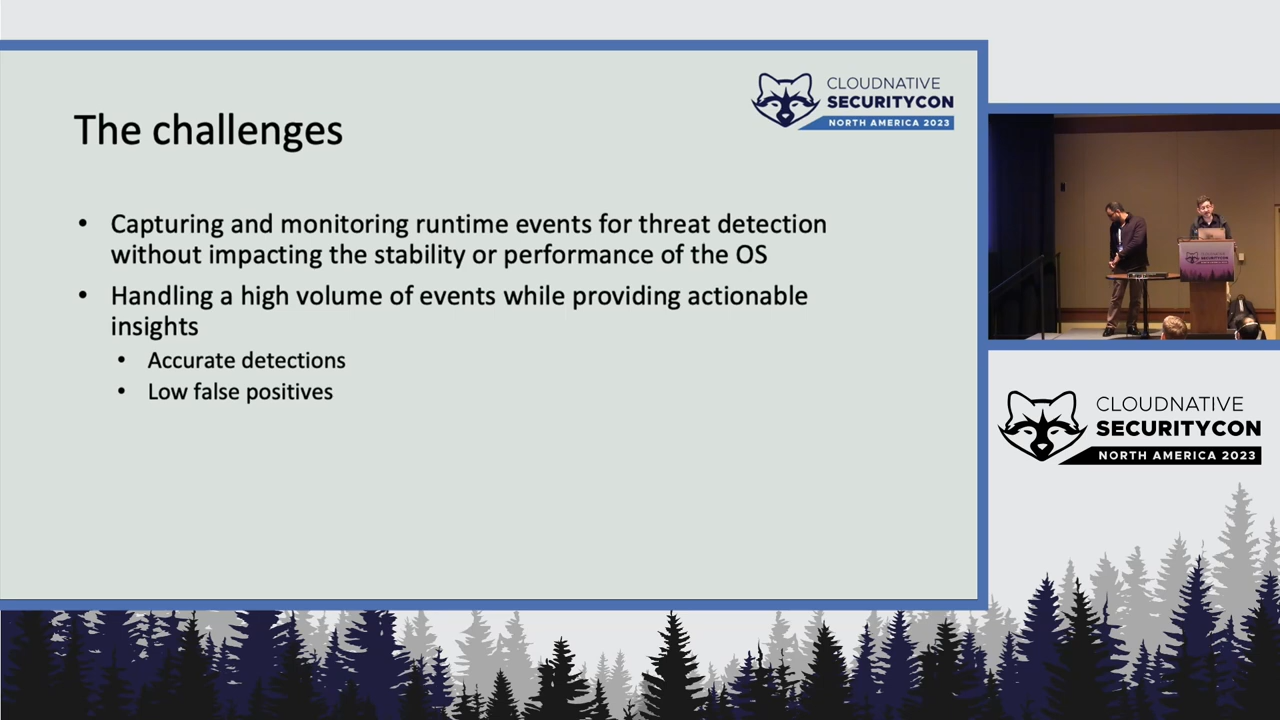 CLOUDNATIVE
SECURITYCON
NORTH AMERICA 2023
The challenges
• Capturing and monitoring runtime events for threat detection
without impacting the stability or performance of the OS
• Handling a high volume of events while providing actionable
insights
• Accurate detections
• Low false positives
CLOUDNATIVE
SECURITYCON
NORTH AMERICA 2023